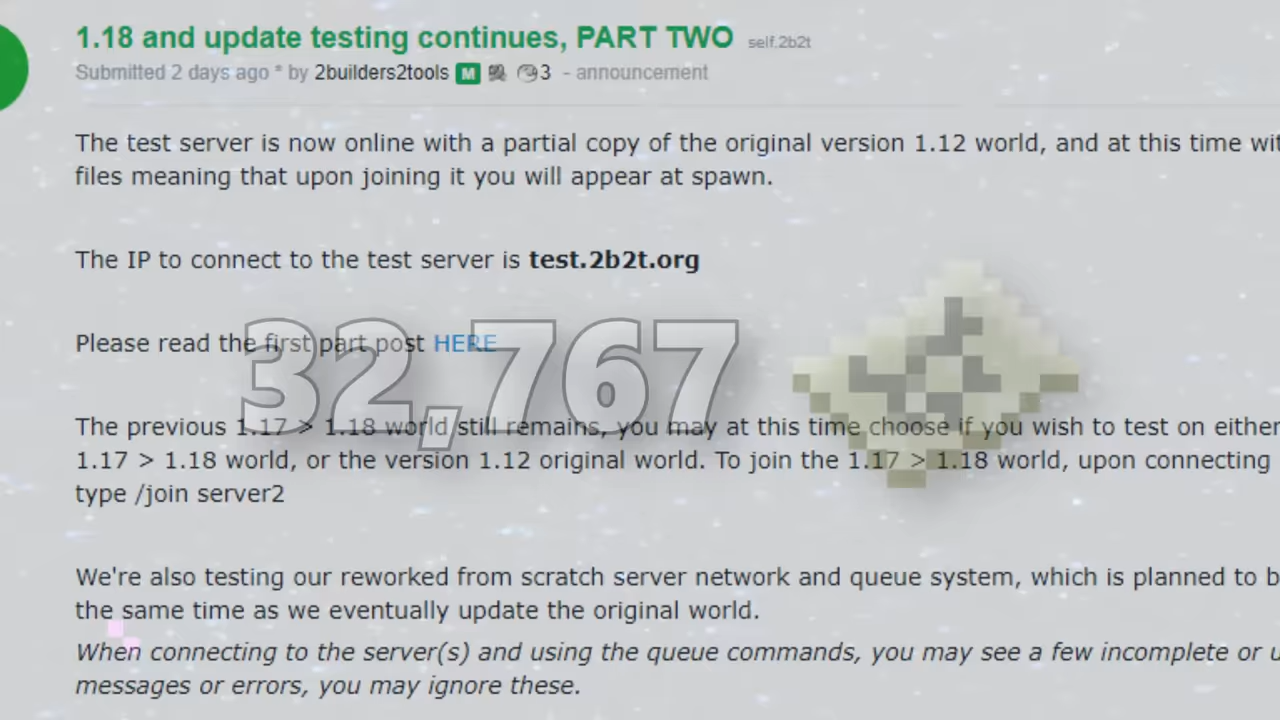 1.18 and update testing continues, PART TWO self.2b2t
Submitted 2 days ago * by 2builders2tools M 3 - announcement
The test server is now online with a partial copy of the original version 1.12 world, and at this time
files meaning that upon joining it you will appear at spawn.
The IP to connect to the test server is test.2b2t.org
Please read the first part post HERE
32,767
The previous 1.17 > 1.18 world still remains, you may at this time choose if you wish to test on either
1.17 > 1.18 world, or the version 1.12 original world. To join the 1.17 > 1.18 world, upon connecting
type /join server2
We're also testing our reworked from scratch server network and queue system, which is planned to
the same time as we eventually update the original world.
When connecting to the server(s) and using the queue commands, you may see a few incomplete or
messages or errors, you may ignore these.